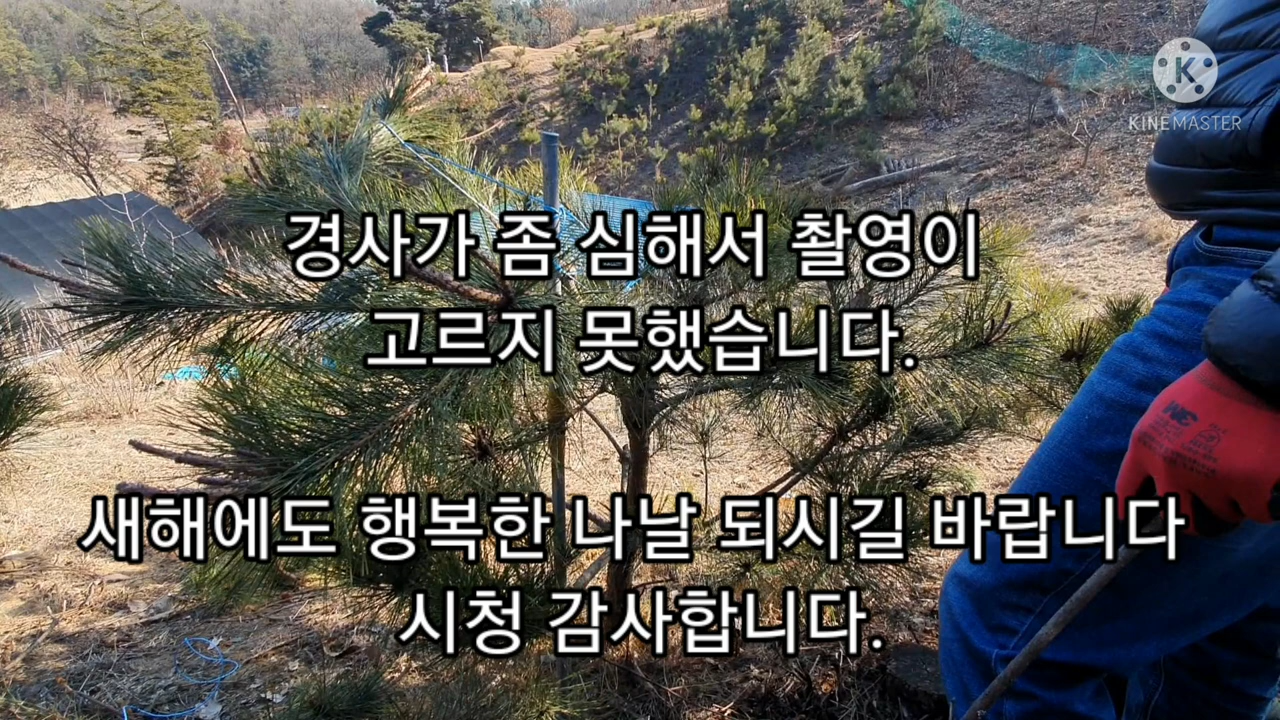 KINEMASTER
경사가 좀 심해서 촬영이
고르지 못했습니다.
새해에도 행복한 나날 되시길 바랍니다
시청 감사합니다.